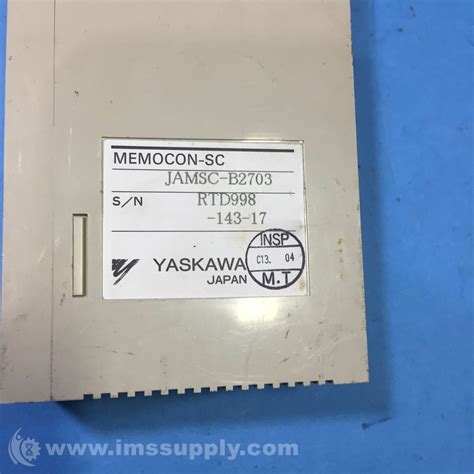 MEMOCON-SC
JAMSC-B2703
S/N RTD998
-143-17
INSP
C13. 04
M.T
YASKAWA
JAPAN
www.imssupply.com